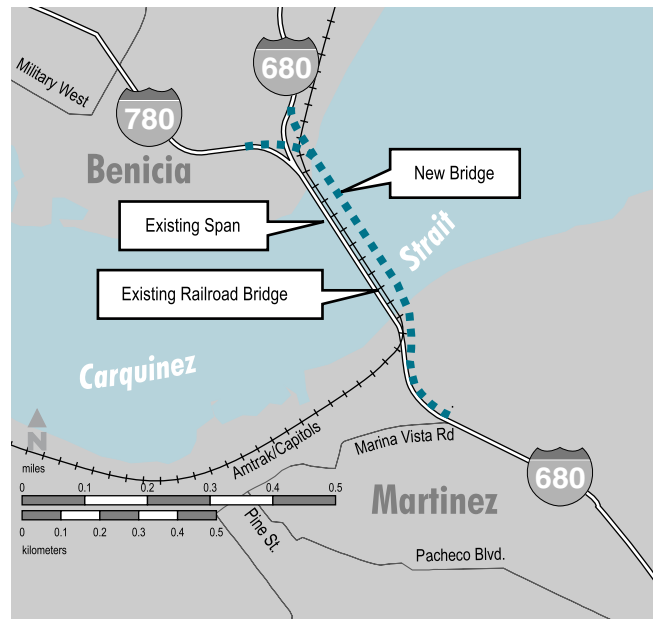 680
Military West
780
Benicia
New Bridge
Existing Span
Strait
Existing Railroad Bridge
Carquinez
N
Amtrak/Capitols
Marina Vista Rd
miles
680
0 0.1 0.2 0.3 0.4 0.5
Martinez
Pine St.
0 0.1 0.2 0.3 0.4 0.5
kilometers
Pacheco Blvd.